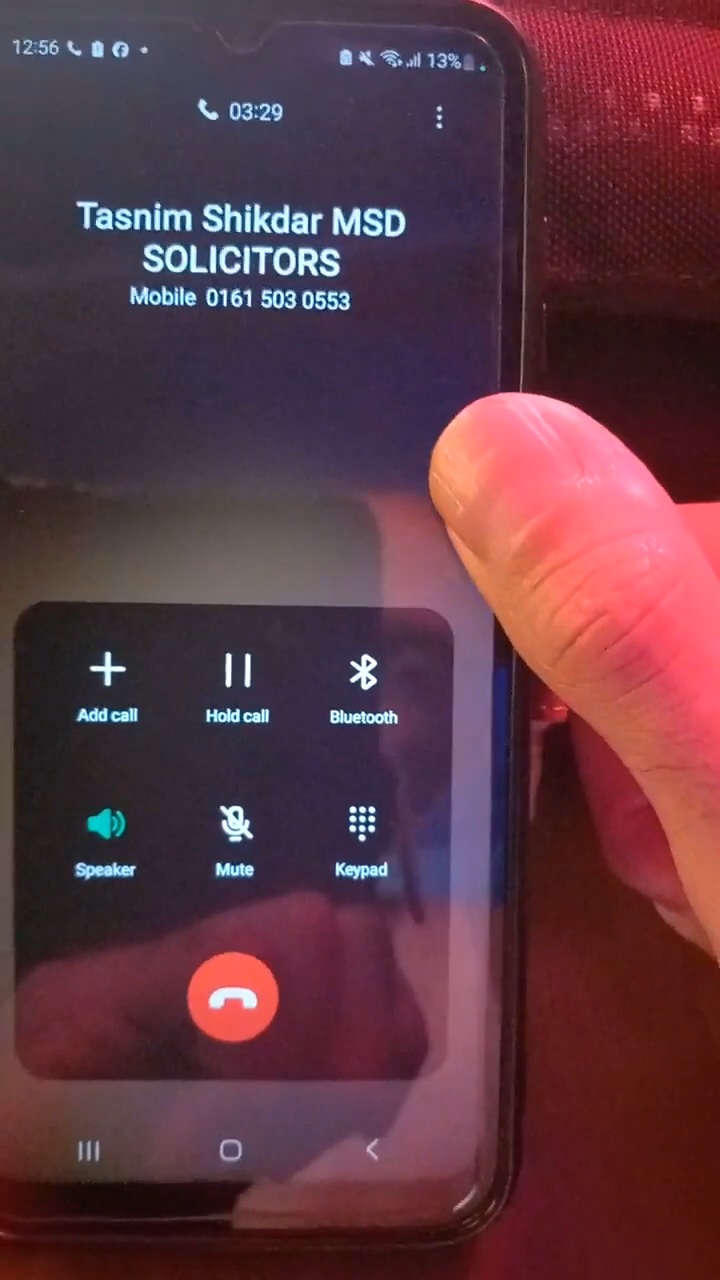 12:56
13%
03:29
Tasnim Shikdar MSD
SOLICITORS
Mobile 0161 503 0553
Add call
Hold call
Bluetooth
Speaker
Mute
Keypad